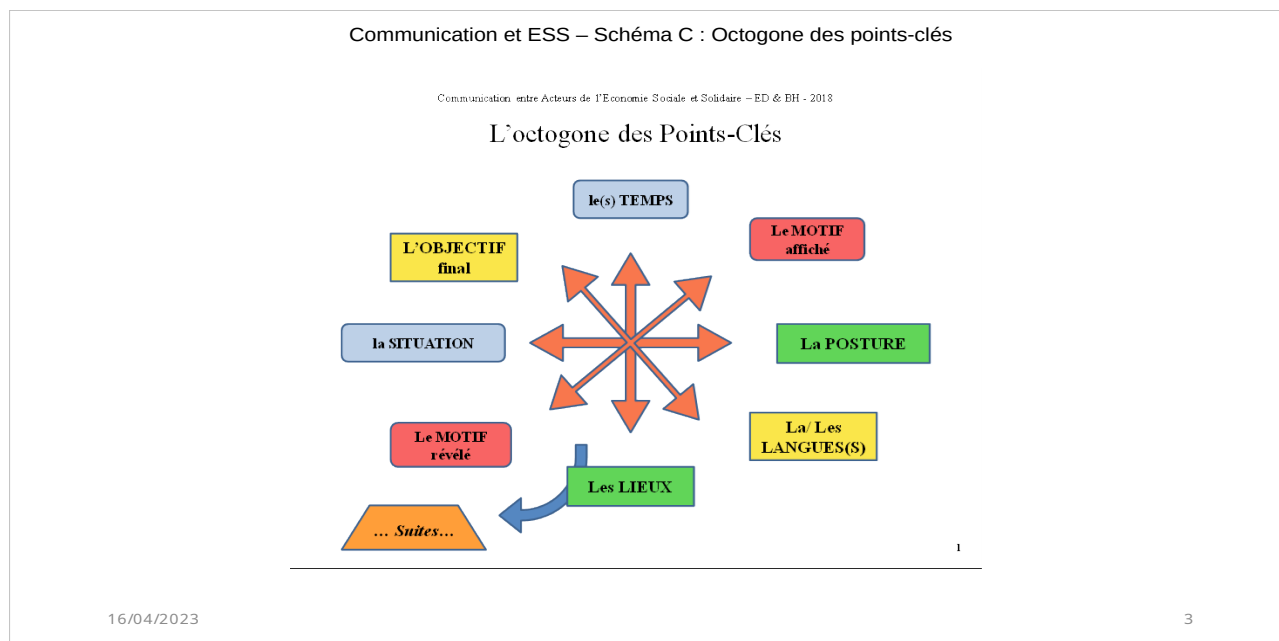 Communication et ESS – Schéma C : Octogone des points-clés
Communication entre Acteurs de l'Economie Sociale et Solidaire – ED & BH - 2018
L'octogone des Points-Clés
le(s) TEMPS
Le MOTIF
affiché
L'OBJECTIF
final
la SITUATION
La POSTURE
Le MOTIF
révélé
La/ Les
LANGUES(S)
Les LIEUX
… Suites…
1
16/04/2023
3